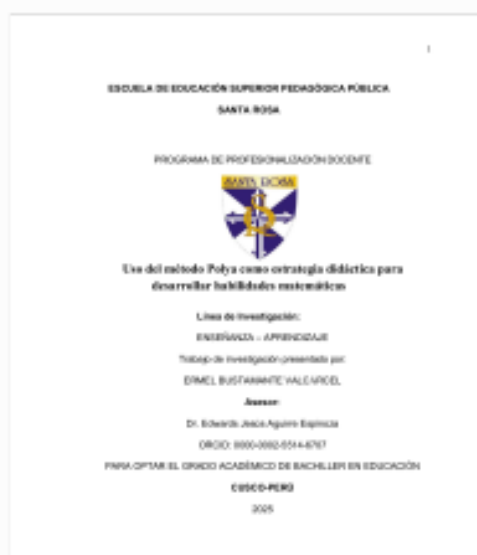 1
ESCUELA DE EDUCACIÓN SUPERIOR PEDAGÓGICA PÚBLICA
SANTA ROSA
PROGRAMA DE PROFESIONALIZACIÓN DOCENTE
SANTA ROSA
Uso del método Polya como estrategia didáctica para
desarrollar habilidades matemáticas
Línea de Investigación:
ENSEÑANZA – APRENDIZAJE
Trabajo de investigación presentado por:
ERMEL BUSTAMANTE VALCARCEL
Asesor:
Dr. Edwards Jesús Aguirre Espinoza
ORCID:
PARA OPTAR EL GRADO ACADÉMICO DE BACHILLER EN EDUCACIÓN
CUSCO-PERÚ
2025